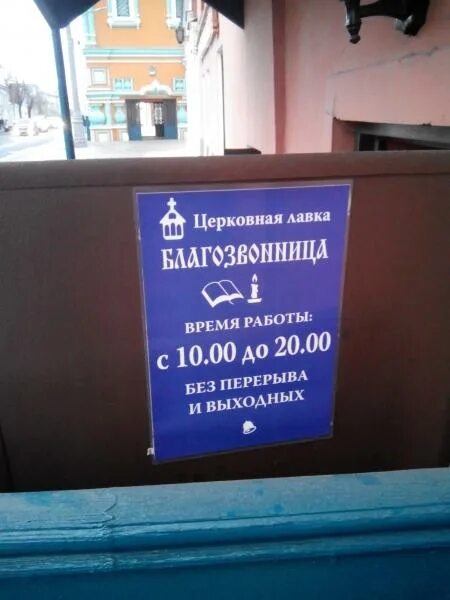 Церковная лавка
БЛАГОЗВОННИЦА
ВРЕМЯ РАБОТЫ:
с 10.00 до 20.00
БЕЗ ПЕРЕРЫВА
И ВЫХОДНЫХ